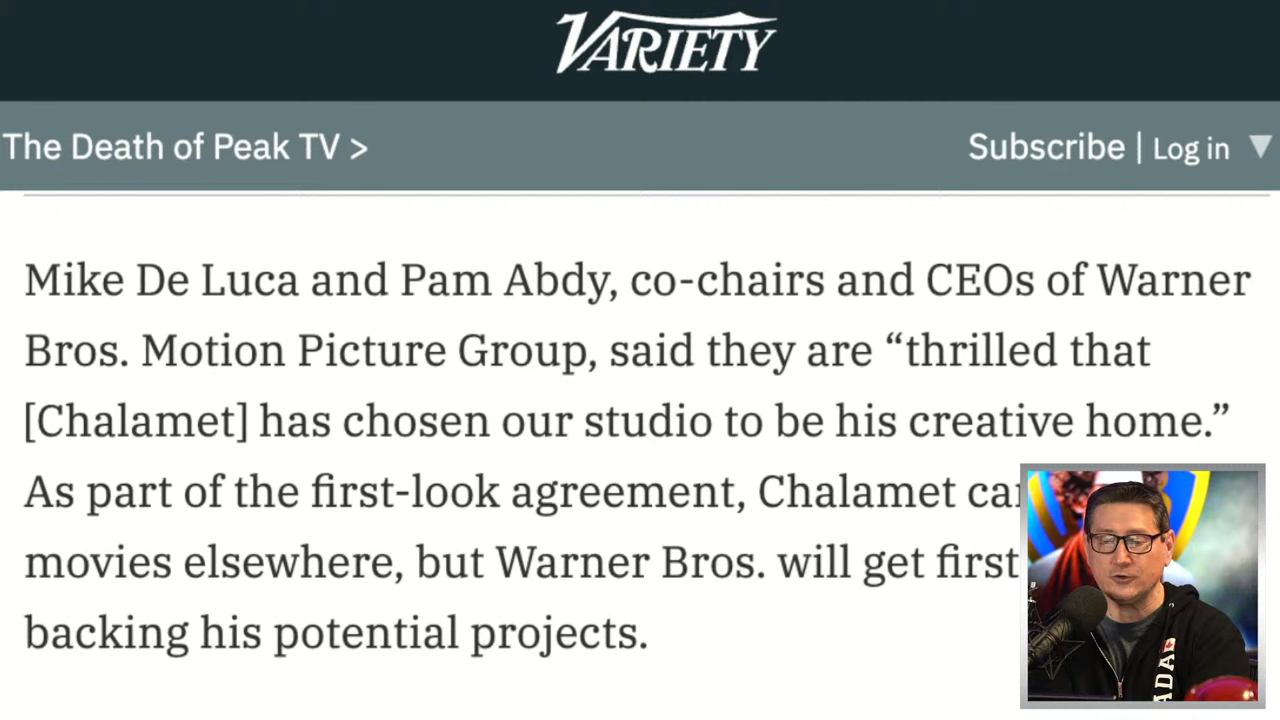 VARIETY
The Death of Peak TV >
Subscribe | Log in ▼
Mike De Luca and Pam Abdy, co-chairs and CEOs of Warner
Bros. Motion Picture Group, said they are “thrilled that
[Chalamet] has chosen our studio to be his creative home.”
As part of the first-look agreement, Chalamet
movies elsewhere, but Warner Bros. will get first
backing his potential projects.
ADA